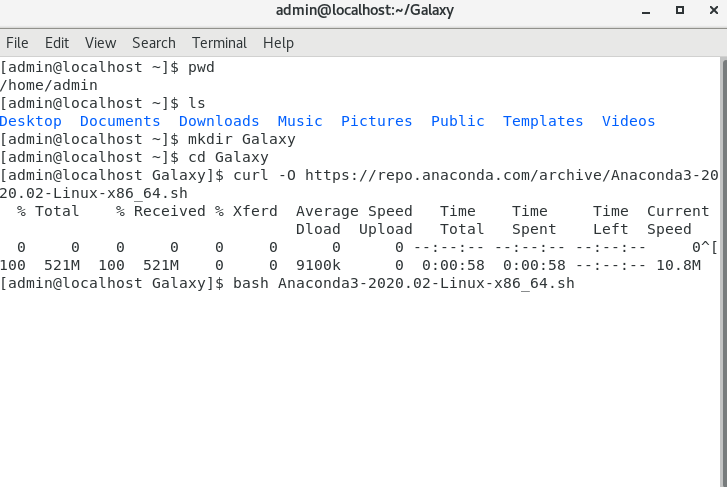 admin@localhost:~/Galaxy
File Edit View Search Terminal Help
[admin@localhost ~]$ pwd
/home/admin
[admin@localhost ~]$ ls
Desktop  Documents  Downloads  Music  Pictures  Public  Templates  Videos
[admin@localhost ~]$ mkdir Galaxy
[admin@localhost ~]$ cd Galaxy
[admin@localhost Galaxy]$ curl -O https://repo.anaconda.com/archive/Anaconda3-20
20.02-Linux-x86_64.sh
  % Total    % Received % Xferd  Average Speed   Time    Time     Time  Current
                                 Dload  Upload   Total   Spent    Left  Speed
  0     0    0     0    0     0      0      0 --:--:-- --:--:-- --:--:--     0^[
100  521M  100  521M    0     0  9100k      0  0:00:58  0:00:58 --:--:-- 10.8M
[admin@localhost Galaxy]$ bash Anaconda3-2020.02-Linux-x86_64.sh